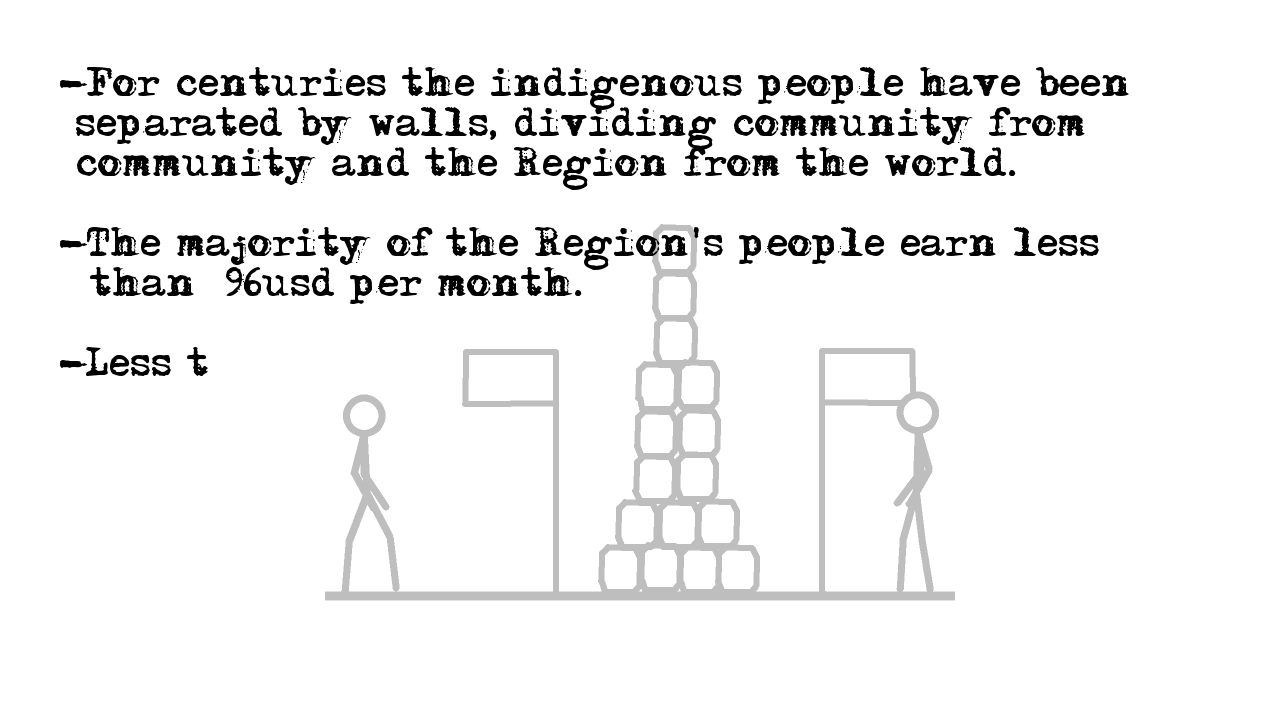 -For centuries the indigenous people have been
separated by walls, dividing community from
community and the Region from the world.
-The majority of the Region's people earn less
than 96usd per month.
-Less t